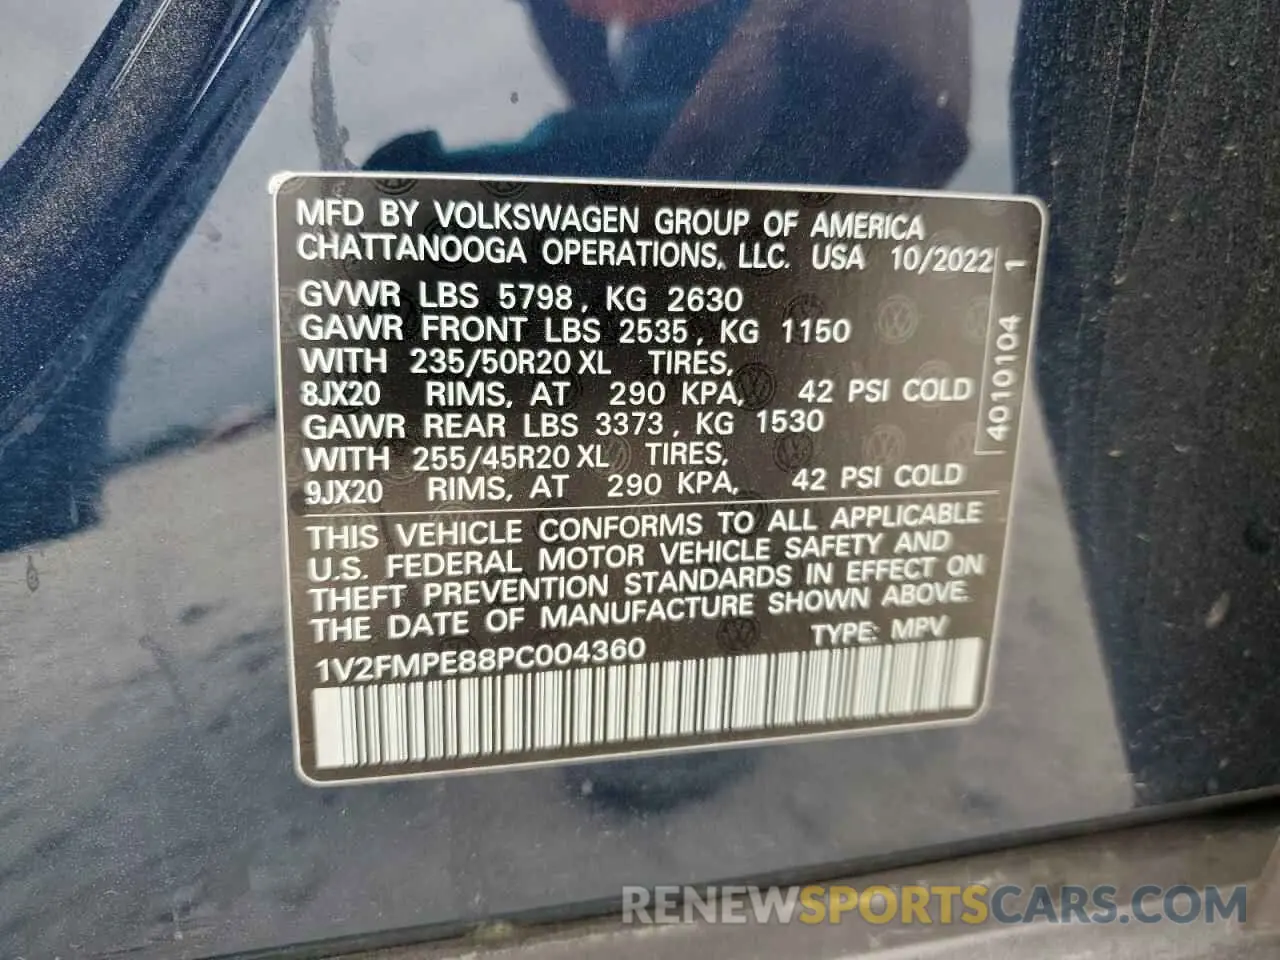 MFD BY VOLKSWAGEN GROUP OF AMERICA
CHATTANOOGA OPERATIONS, LLC. USA 10/2022
GVWR LBS 5798, KG 2630
GAWR FRONT LBS 2535, KG 1150
WITH 235/50R20 XL TIRES,
8JX20 RIMS, AT 290 KPA, 42 PSI COLD
GAWR REAR LBS 3373, KG 1530
WITH 255/45R20 XL TIRES,
9JX20 RIMS, AT 290 KPA, 42 PSI COLD
4010104 1
THIS VEHICLE CONFORMS TO ALL APPLICABLE
U.S. FEDERAL MOTOR VEHICLE SAFETY AND
THEFT PREVENTION STANDARDS IN EFFECT ON
THE DATE OF MANUFACTURE SHOWN ABOVE.
1V2FMPE88PC004360 TYPE: MPV
RENEWSPORTSCARS.COM